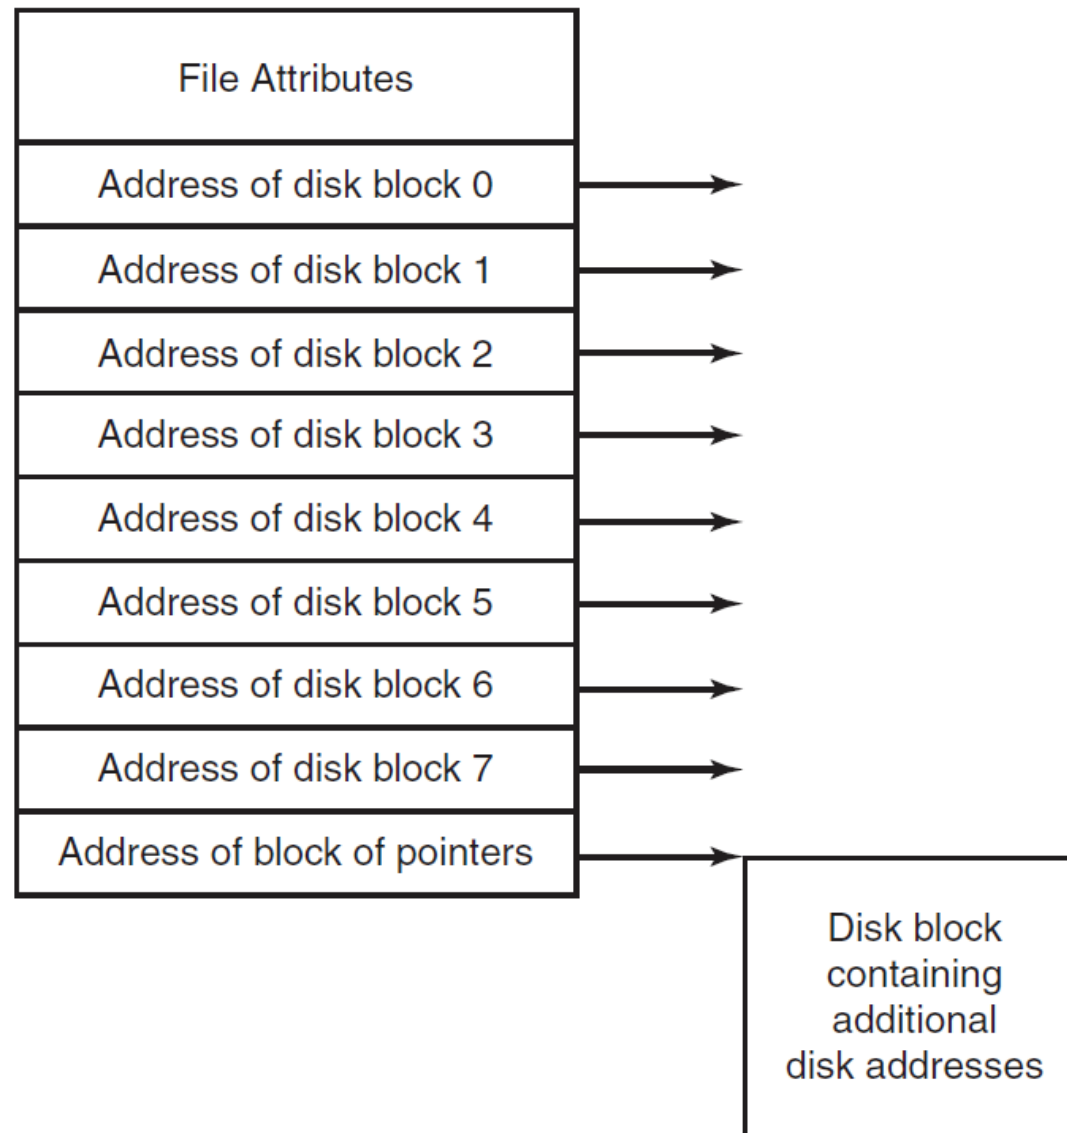 File Attributes
Address of disk block 0
Address of disk block 1
Address of disk block 2
Address of disk block 3
Address of disk block 4
Address of disk block 5
Address of disk block 6
Address of disk block 7
Address of block of pointers
Disk block
containing
additional
disk addresses